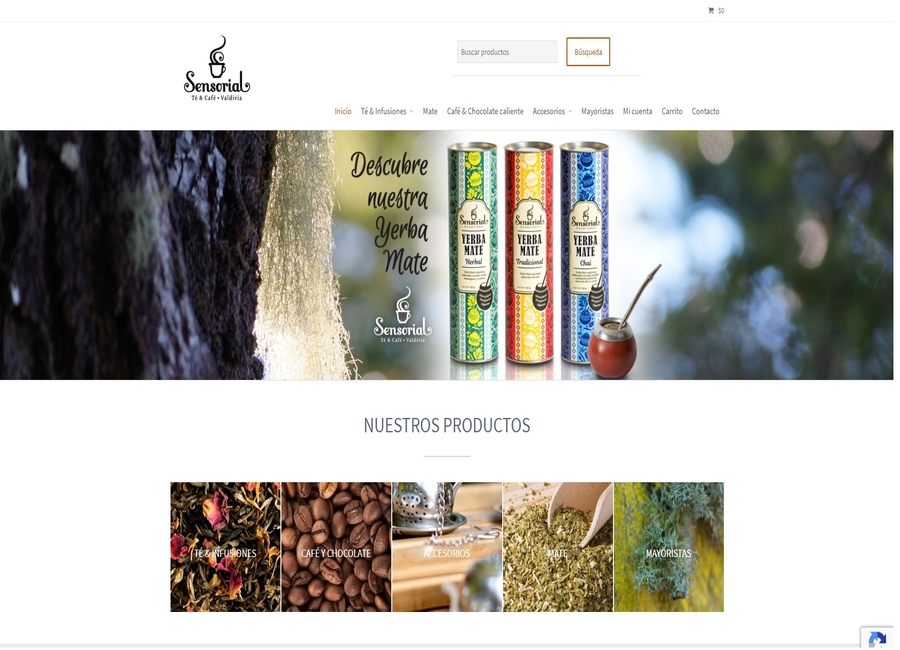 $0
Sensorial
Té & Café • Valdivia
Buscar productos
Búsqueda
Inicio
Té & Infusiones
Mate
Café & Chocolate caliente
Accesorios
Mayoristas
Mi cuenta
Carrito
Contacto
Descubre
nuestra
Yerba
Mate
Sensorial
Té & Café • Valdivia
Sensorial
YERBA
MATE
Herbal
Sensorial
YERBA
MATE
Tradicional
Sensorial
YERBA
MATE
Chai
NUESTROS PRODUCTOS
TÉ & INFUSIONES
CAFÉ Y CHOCOLATE
ACCESORIOS
MATE
MAYORISTAS